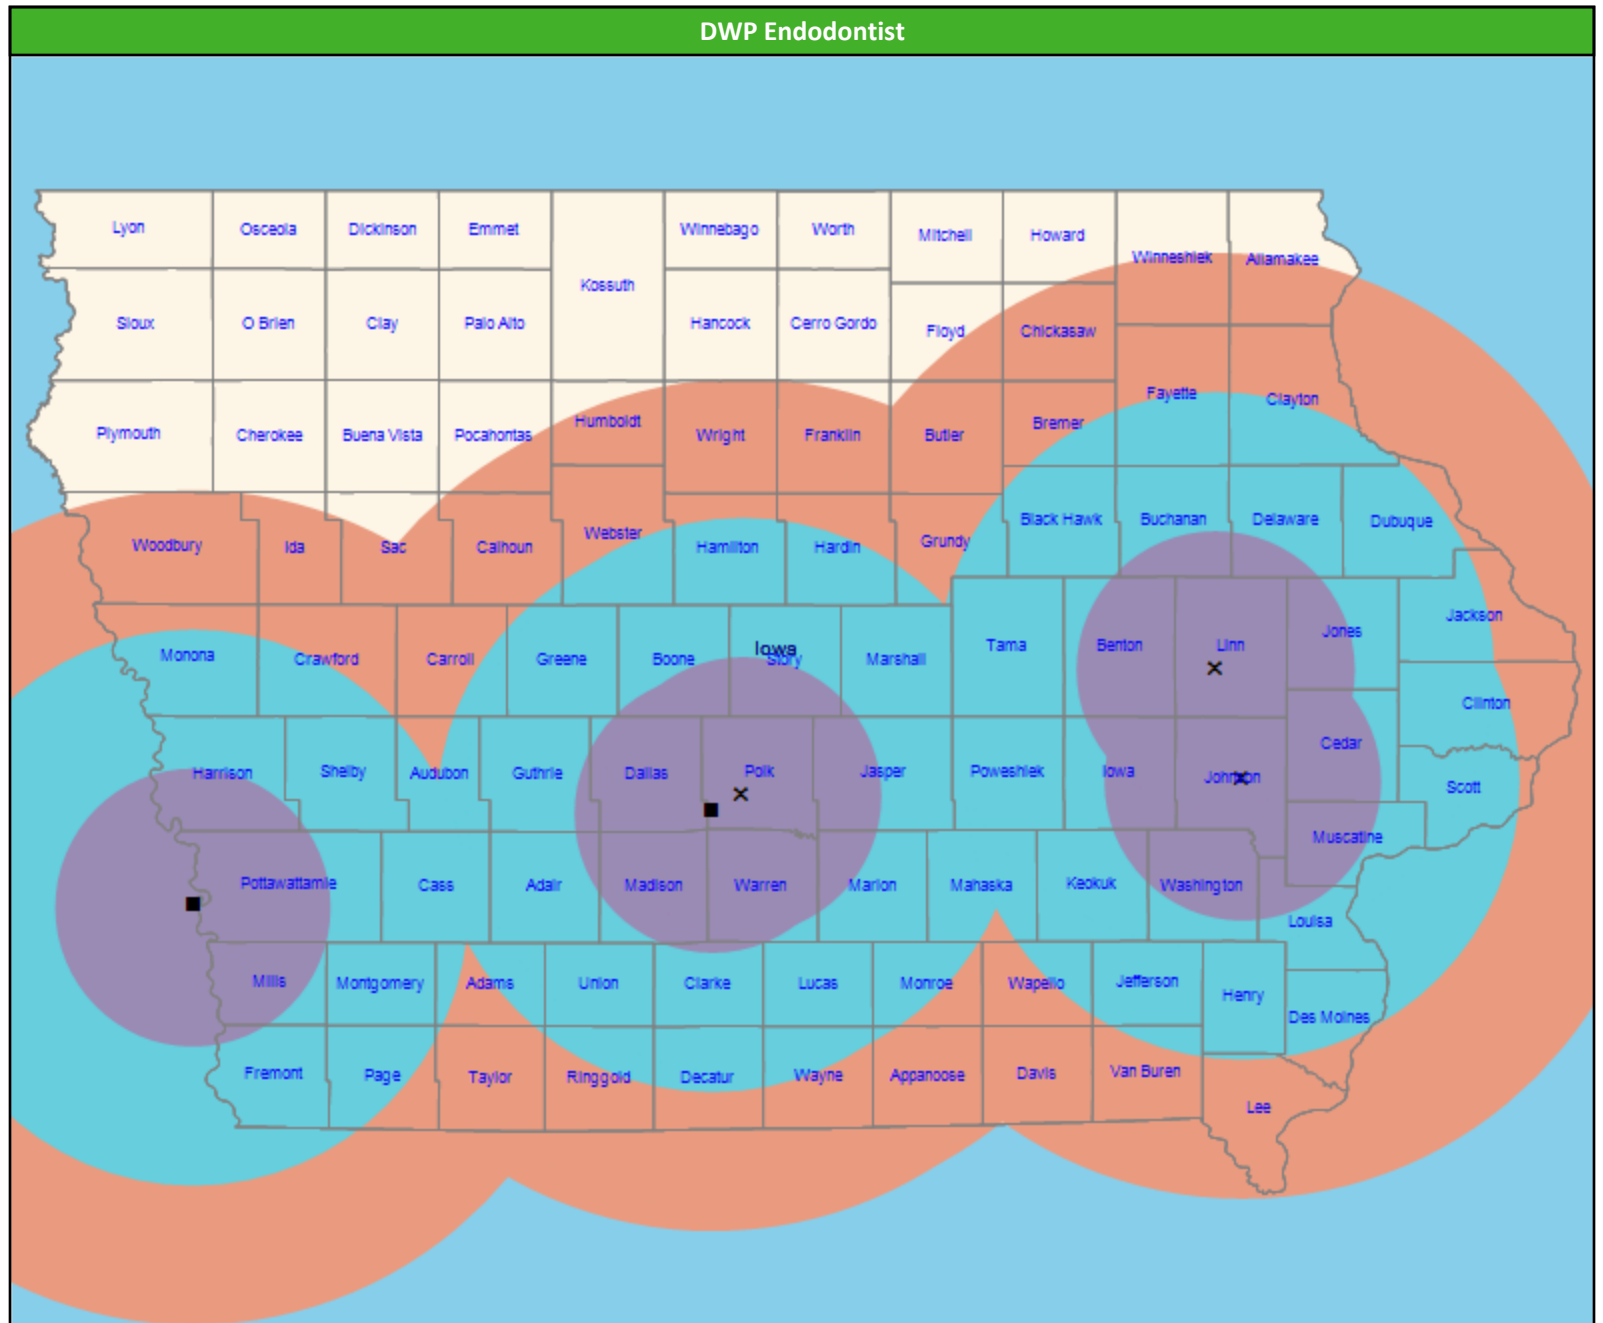 DWP Endodontist
Lyon Osceola Dickinson Emmet Winnebago Worth Mitchell Howard
Winneshiek Allamakee
Kossuth
Sioux O Brien Clay Palo Alto Hancock Cerro Gordo Floyd Chickasaw
Fayette Clayton
Plymouth Cherokee Buena Vista Pocahontas Humboldt Wright Franklin Butler Bremer
Woodbury Ida Sac Calhoun Webster Hamilton Hardin Grundy Black Hawk Buchanan Delaware Dubuque
Jackson
Iowa
Monona Crawford Carroll Greene Boone Story Marshall Tama Benton Linn Jones
Clinton
Harrison Shelby Audubon Guthrie Dallas Polk Jasper Poweshiek Iowa Johnson Cedar Scott
Muscatine
Pottawattamie Cass Adair Madison Warren Marion Mahaska Keokuk Washington
Louisa
Mills Montgomery Adams Union Clarke Lucas Monroe Wapello Jefferson Henry
Des Moines
Fremont Page Taylor Ringgold Decatur Wayne Appanoose Davis Van Buren
Lee